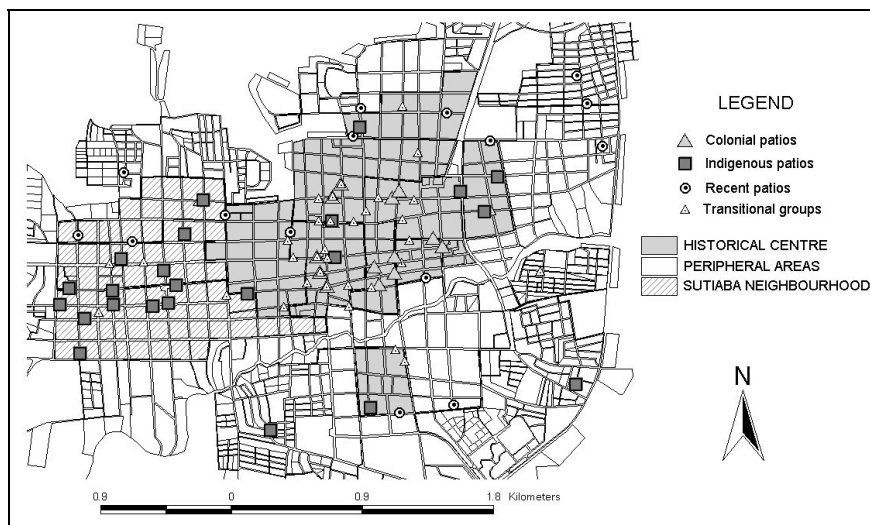 LEGEND
Colonial patios
Indigenous patios
Recent patios
Transitional groups
HISTORICAL CENTRE
PERIPHERAL AREAS
SUTIABA NEIGHBOURHOOD
N
0.9 0 0.9 1.8 Kilometers